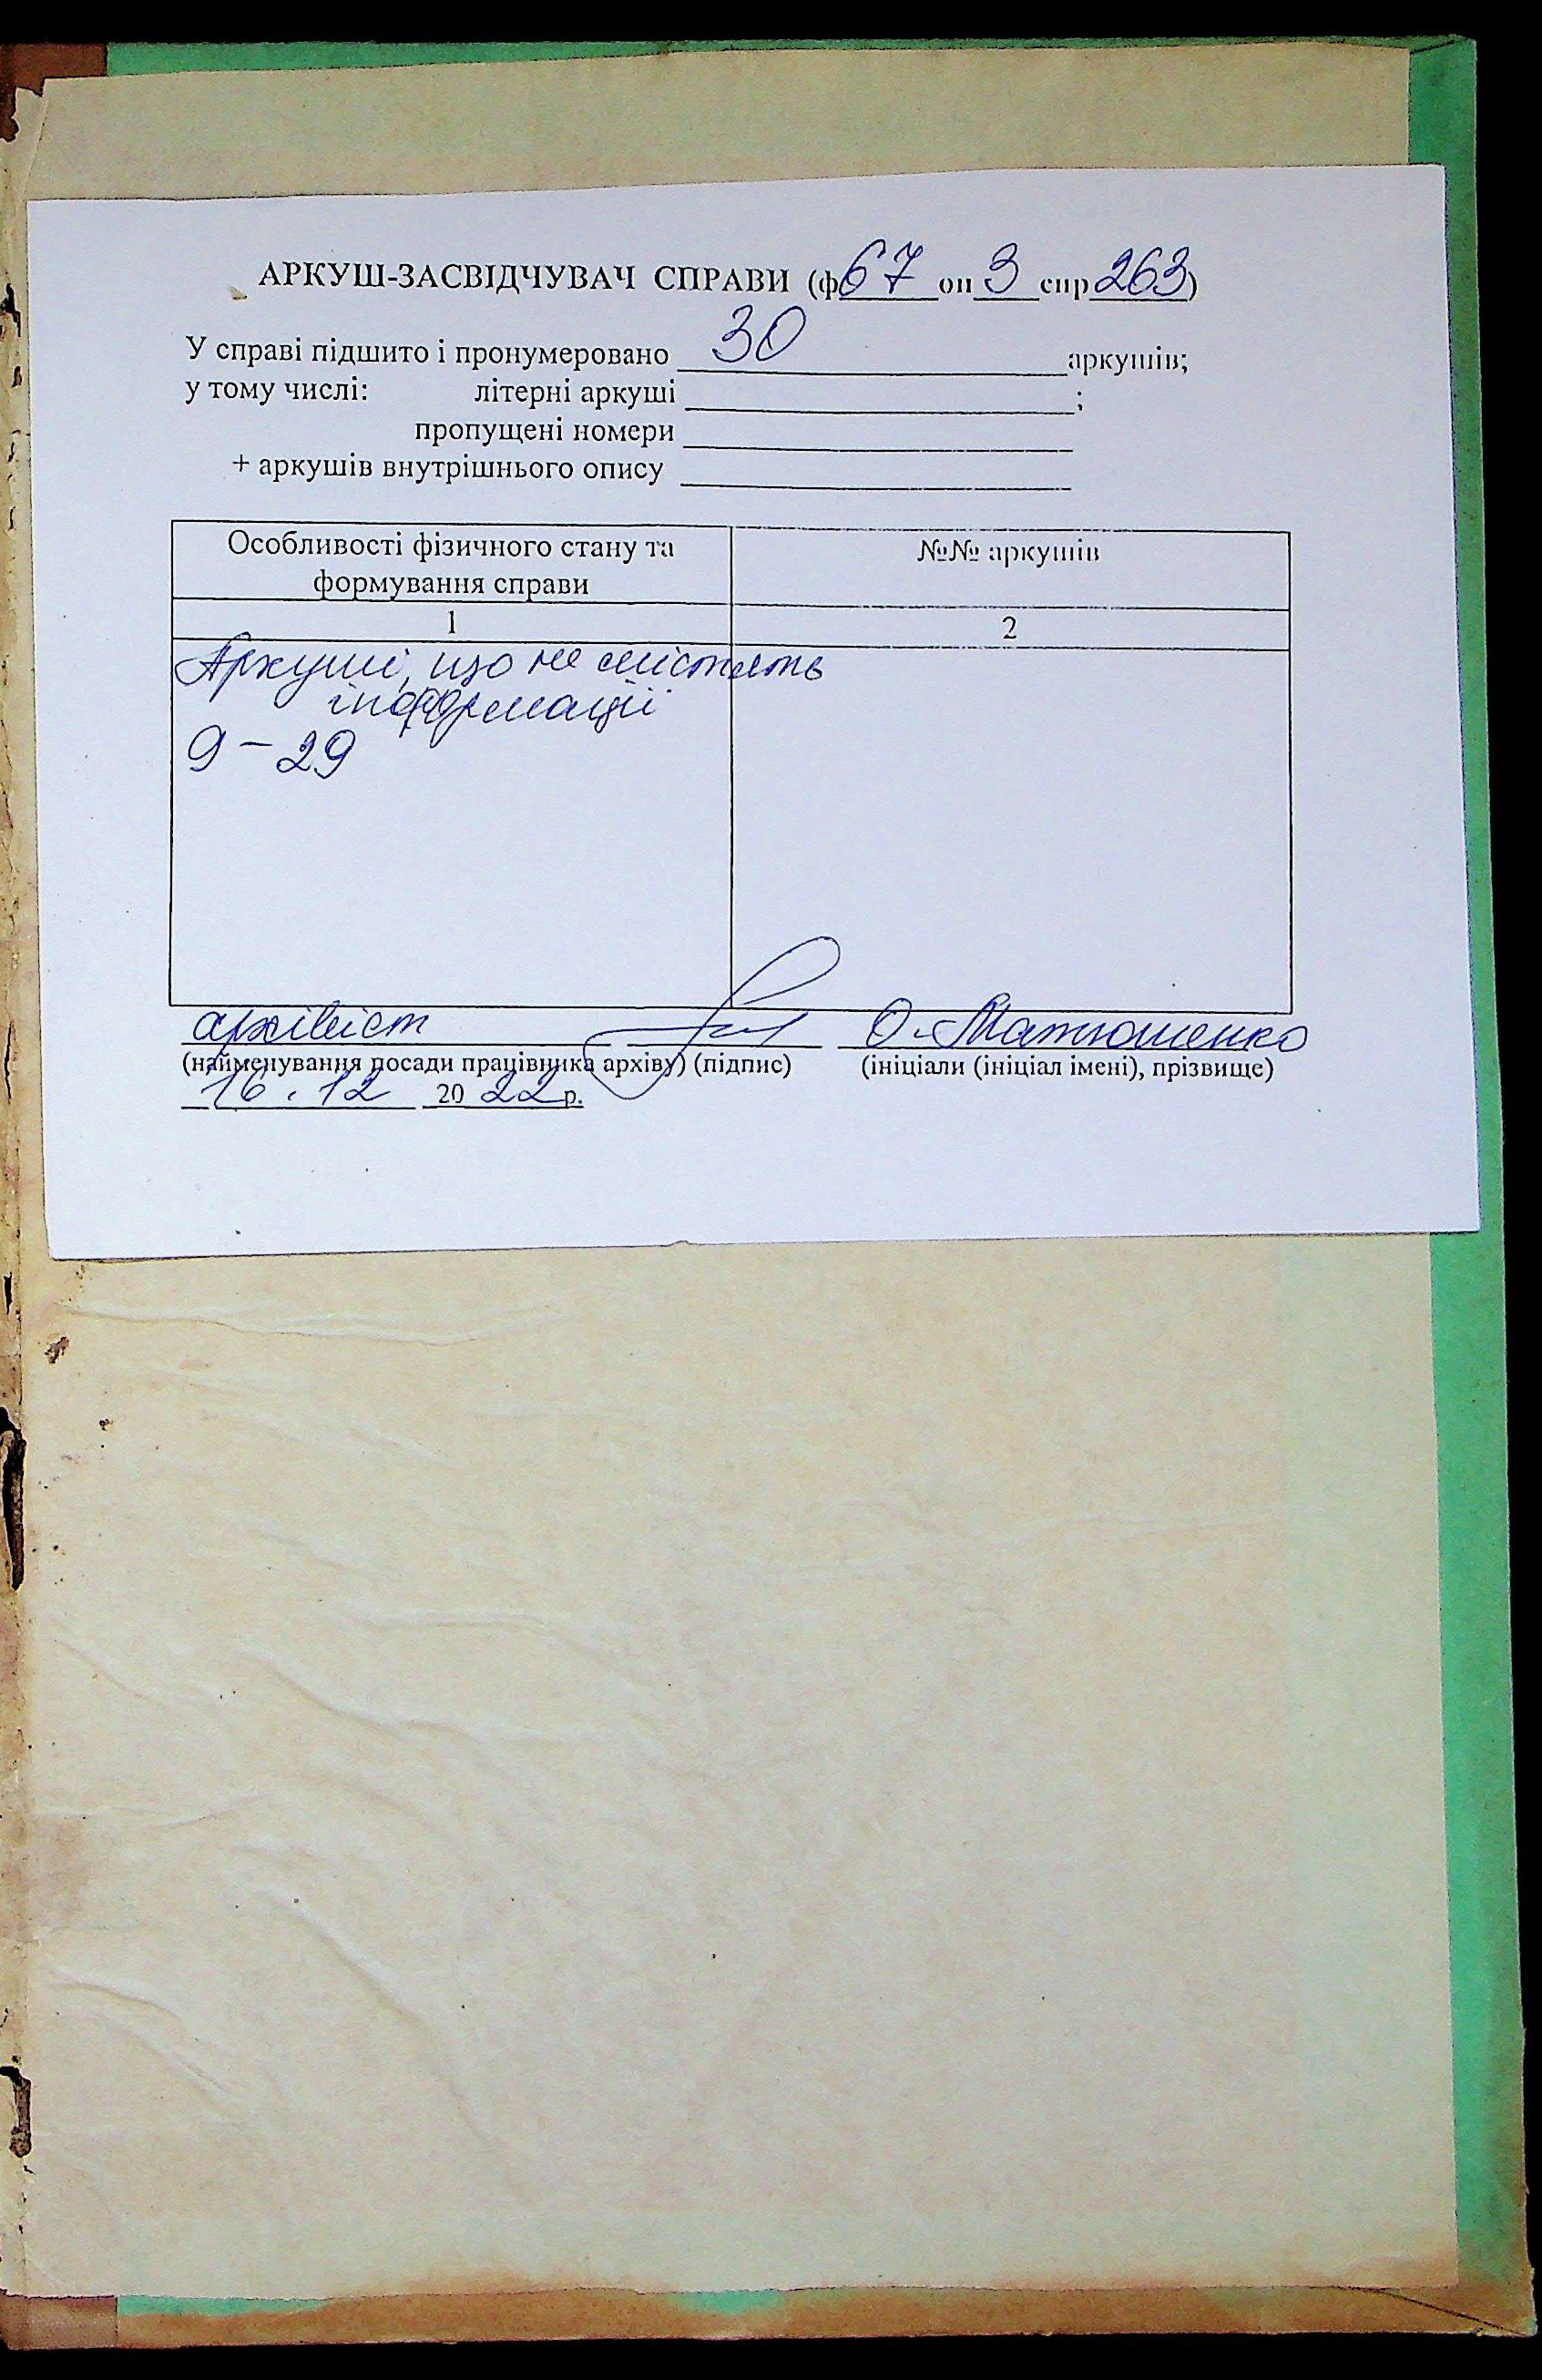 АРКУШ-ЗАСВІДЧУВАЧ СПРАВИ (ф 67 оп 3 спр 263)
У справі підшито і пронумеровано 30 аркушів;
у тому числі: літерні аркуші ;
пропущені номери
+ аркушів внутрішнього опису
Особливості фізичного стану та №№ аркушів
формування справи
1 2
Аркуші, що не містять
інформації
9 – 29
архівіст О. Матюшенко
(найменування посади працівника архіву) (підпис) (ініціали (ініціал імені), прізвище)
16.12 2022р.